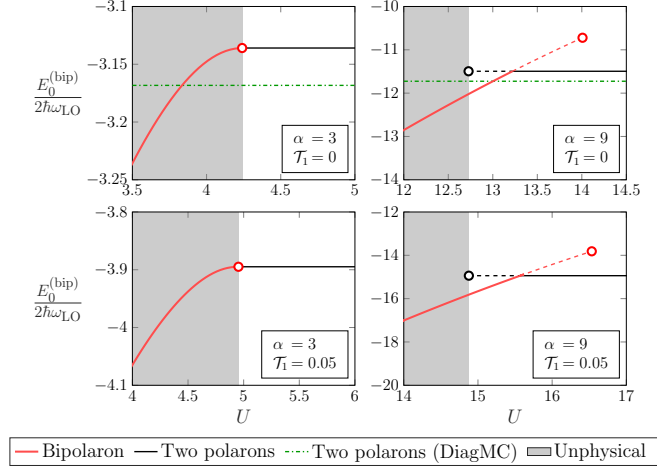 −3.1
−3.15
−3.2
−3.25
3.5
4
4.5
5
E₀^(bip) / 2ℏω_LO
α = 3
𝒯₁ = 0
−10
−11
−12
−13
−14
12
12.5
13
13.5
14
14.5
α = 9
𝒯₁ = 0
−3.8
−3.9
−4
−4.1
4
4.5
5
5.5
6
E₀^(bip) / 2ℏω_LO
U
α = 3
𝒯₁ = 0.05
−12
−14
−16
−18
−20
14
15
16
17
U
α = 9
𝒯₁ = 0.05
Bipolaron Two polarons Two polarons (DiagMC) Unphysical